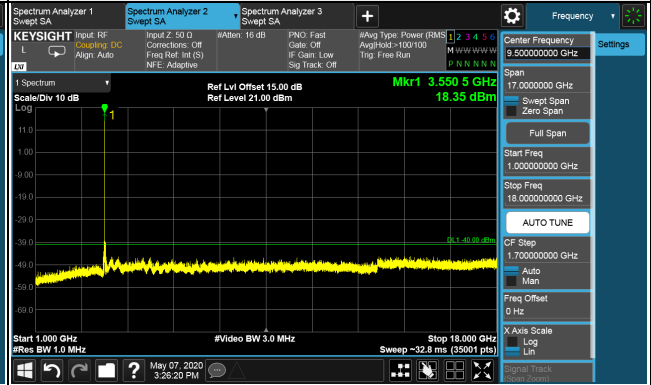 Spectrum Analyzer 1
Swept SA
Spectrum Analyzer 2
Swept SA
Spectrum Analyzer 3
Swept SA
+
Frequency
KEYSIGHT
L
LXI
Input: RF
Coupling: DC
Align: Auto
Input Z: 50 Ω
Corrections: Off
Freq Ref: Int (S)
NFE: Adaptive
#Atten: 16 dB
PNO: Fast
Gate: Off
IF Gain: Low
Sig Track: Off
#Avg Type: Power (RMS
Avg|Hold:>100/100
Trig: Free Run
1 2 3 4 5 6
M W W W W W
P N N N N N
1 Spectrum
Scale/Div 10 dB
Log
Ref Lvl Offset 15.00 dB
Ref Level 21.00 dBm
Mkr1 3.550 5 GHz
18.35 dBm
1
11.0
1.00
-9.00
-19.0
-29.0
-39.0
-49.0
-59.0
-69.0
DL1 -40.00 dBm
Start 1.000 GHz
#Res BW 1.0 MHz
#Video BW 3.0 MHz
Stop 18.000 GHz
Sweep ~32.8 ms (35001 pts)
?
May 07, 2020
3:26:20 PM
Center Frequency
9.500000000 GHz
Settings
Span
17.0000000 GHz
Swept Span
Zero Span
Full Span
Start Freq
1.000000000 GHz
Stop Freq
18.000000000 GHz
AUTO TUNE
CF Step
1.700000000 GHz
Auto
Man
Freq Offset
0 Hz
X Axis Scale
Log
Lin
Signal Track
(Span Zoom)